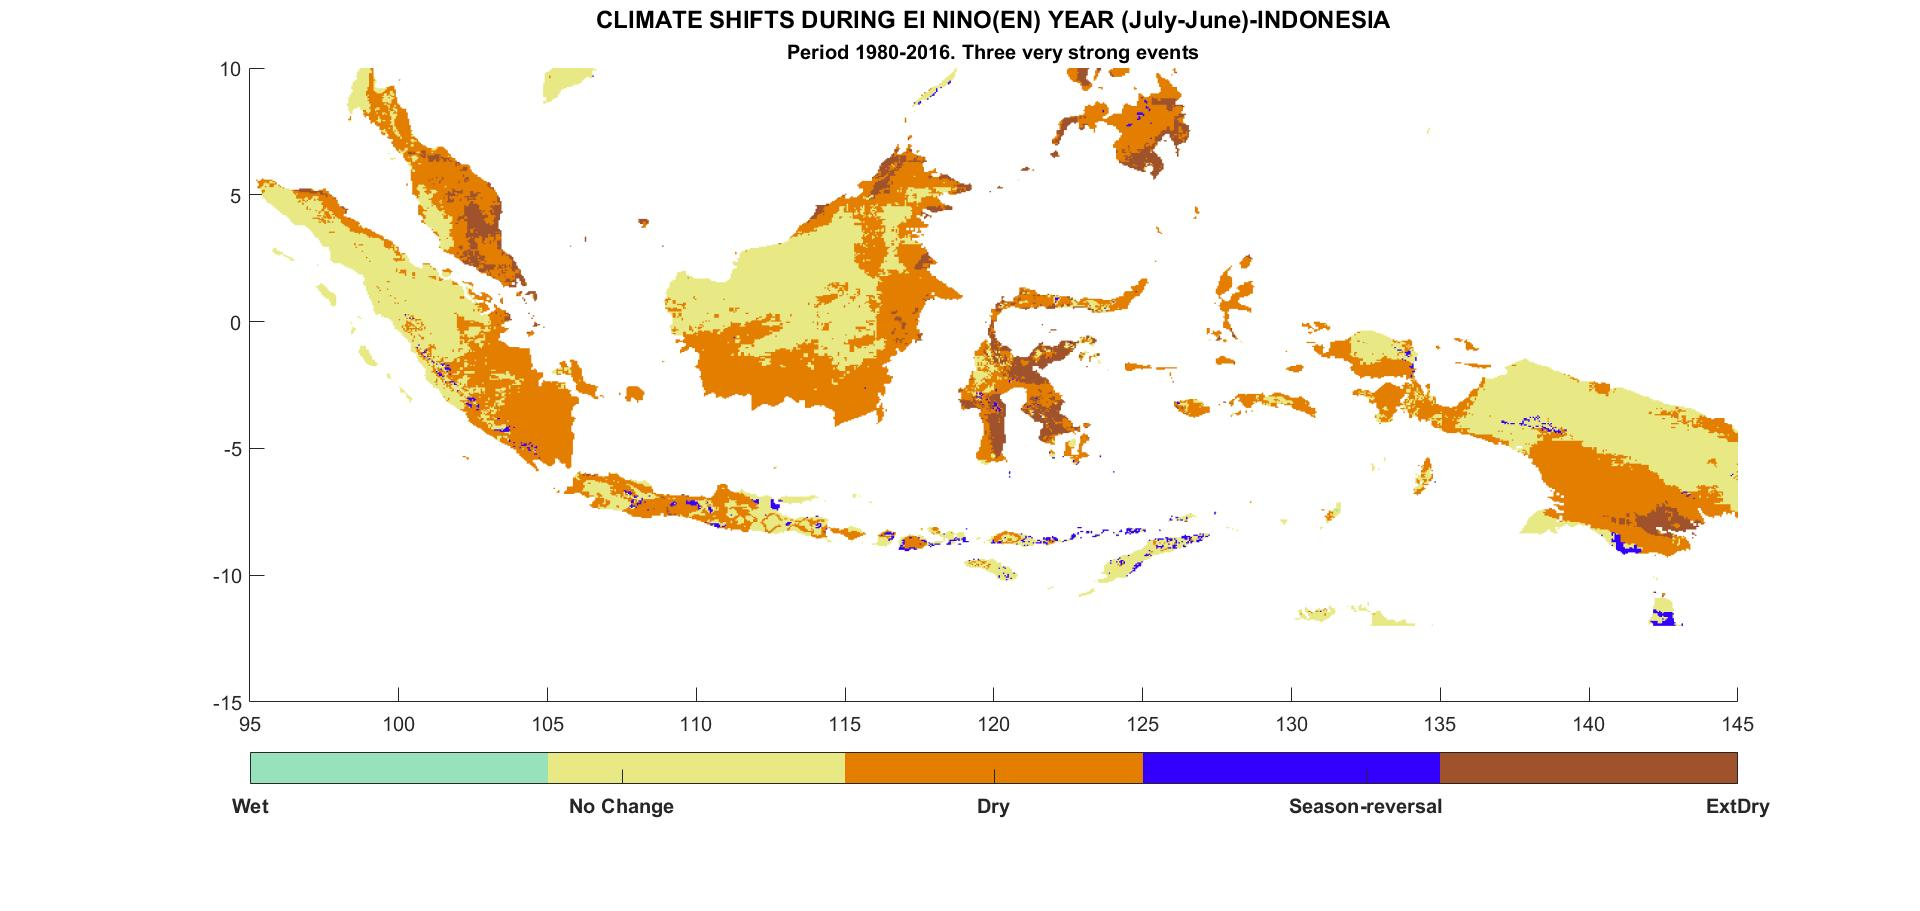 CLIMATE SHIFTS DURING EI NINO(EN) YEAR (July-June)-INDONESIA
Period 1980-2016. Three very strong events
10
5
0
-5
-10
-15
95 100 105 110 115 120 125 130 135 140 145
Wet No Change Dry Season-reversal ExtDry